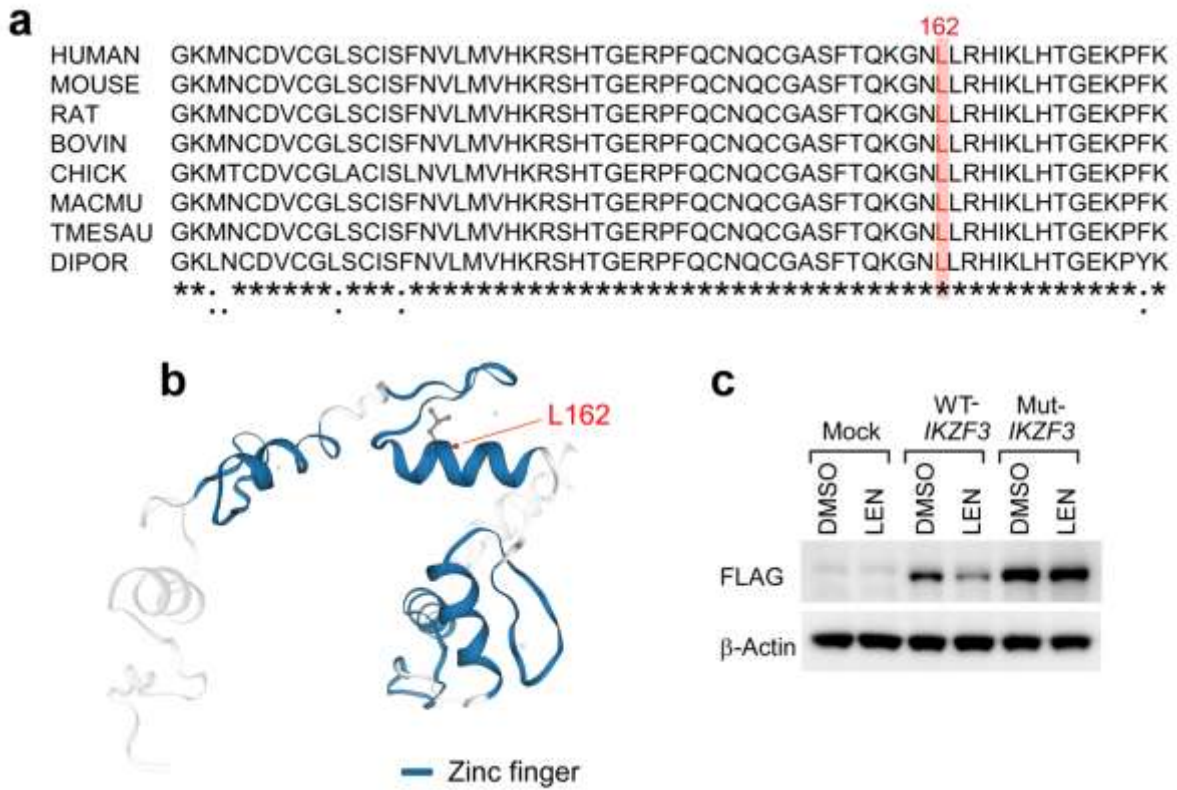 a
162
HUMAN GKMNCDVCGLSCISFNVLMVHKRSHTGERPFQCNQCGASFTQKGNLLRHIKLHTGEKPFK
MOUSE GKMNCDVCGLSCISFNVLMVHKRSHTGERPFQCNQCGASFTQKGNLLRHIKLHTGEKPFK
RAT GKMNCDVCGLSCISFNVLMVHKRSHTGERPFQCNQCGASFTQKGNLLRHIKLHTGEKPFK
BOVIN GKMNCDVCGLSCISFNVLMVHKRSHTGERPFQCNQCGASFTQKGNLLRHIKLHTGEKPFK
CHICK GKMTCDVCGLACISLNVLMVHKRSHTGERPFQCNQCGASFTQKGNLLRHIKLHTGEKPFK
MACMU GKMNCDVCGLSCISFNVLMVHKRSHTGERPFQCNQCGASFTQKGNLLRHIKLHTGEKPFK
TMESAU GKMNCDVCGLSCISFNVLMVHKRSHTGERPFQCNQCGASFTQKGNLLRHIKLHTGEKPFK
DIPOR GKLNCDVCGLSCISFNVLMVHKRSHTGERPFQCNQCGASFTQKGNLLRHIKLHTGEKPYK
**:.******:***:******************************************:*
b
L162
Zinc finger
c
Mock
WT-
IKZF3
Mut-
IKZF3
DMSO
LEN
DMSO
LEN
DMSO
LEN
FLAG
β-Actin